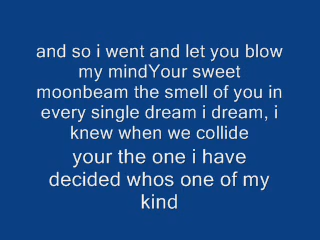 and so i went and let you blow
my mindYour sweet
moonbeam the smell of you in
every single dream i dream, i
knew when we collide
your the one i have
decided whos one of my
kind